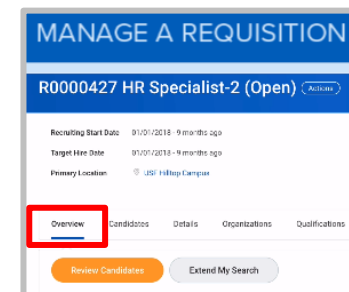 MANAGE A REQUISITION
R0000427 HR Specialist-2 (Open) Actions
Recruiting Start Date 01/01/2018 - 9 months ago
Target Hire Date 01/01/2018 - 9 months ago
Primary Location USF Hilltop Campus
Overview Candidates Details Organizations Qualifications
Review Candidates Extend My Search